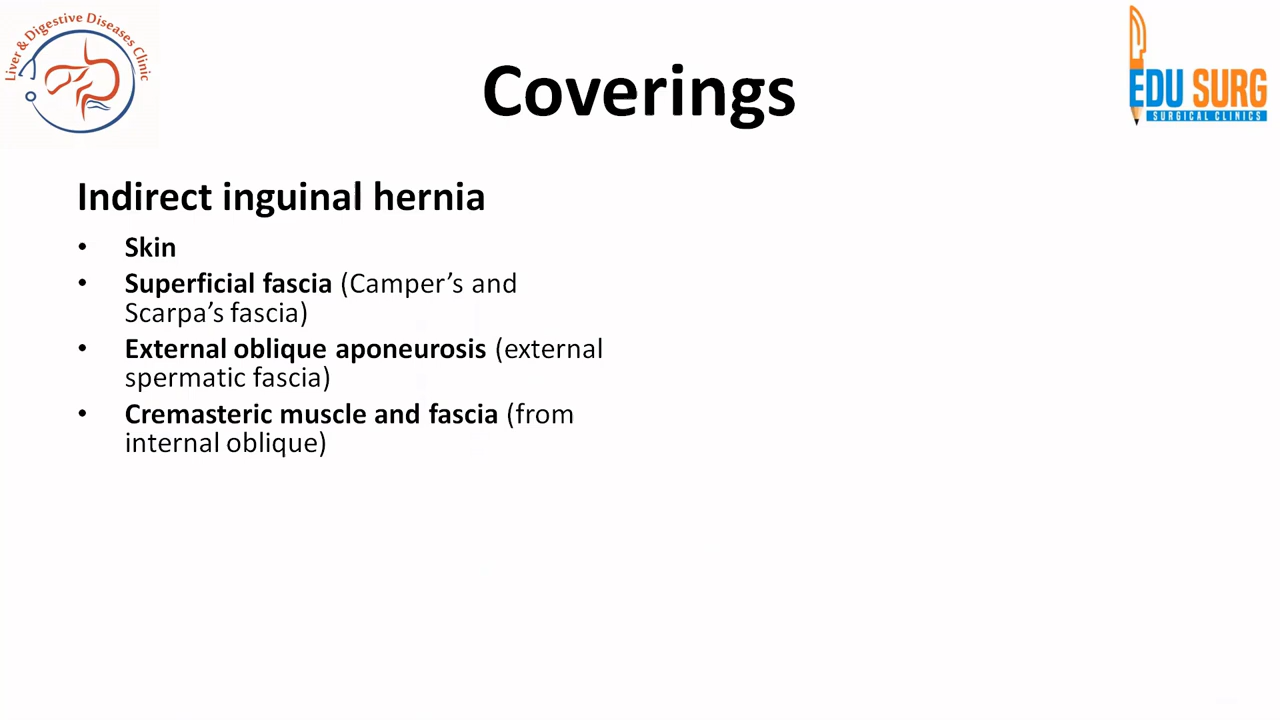 Liver & Digestive Diseases Clinic
EDU SURG
SURGICAL CLINICS
Coverings
Indirect inguinal hernia
• Skin
• Superficial fascia (Camper’s and
Scarpa’s fascia)
• External oblique aponeurosis (external
spermatic fascia)
• Cremasteric muscle and fascia (from
internal oblique)